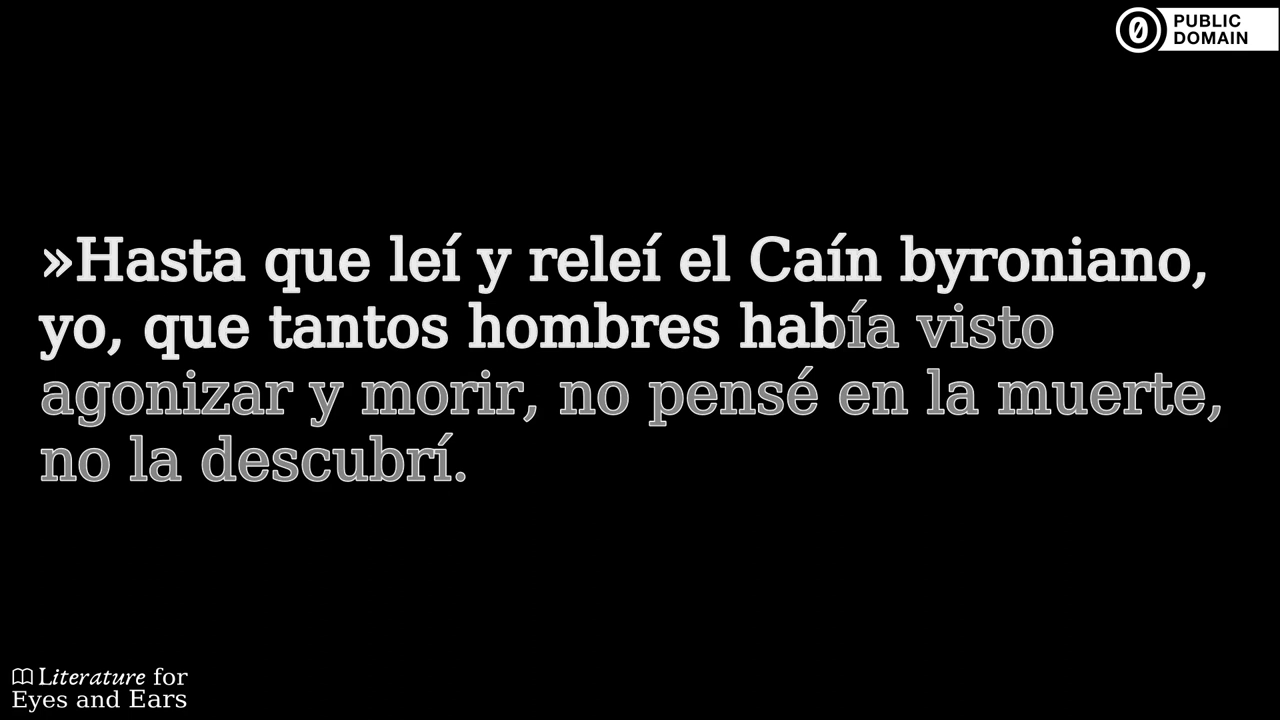 PUBLIC
DOMAIN
»Hasta que leí y releí el Caín byroniano,
yo, que tantos hombres había visto
agonizar y morir, no pensé en la muerte,
no la descubrí.
Literature for
Eyes and Ears